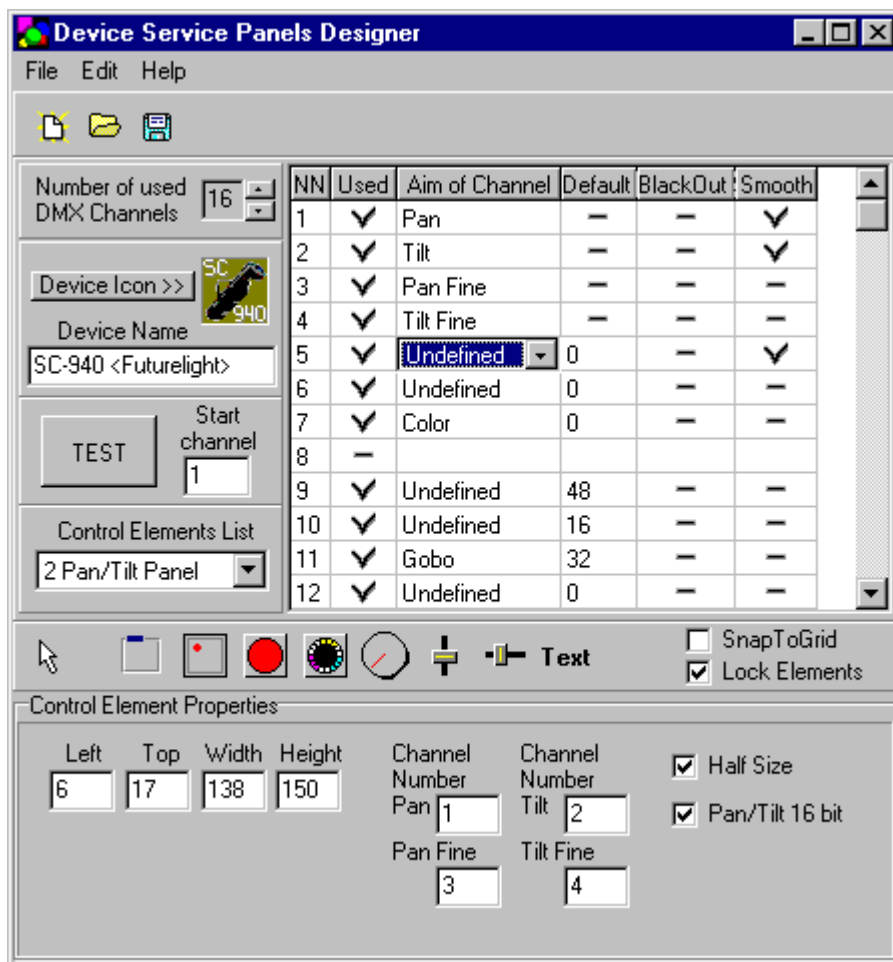 Device Service Panels Designer
File Edit Help
Number of used
DMX Channels
16
Device Icon >>
SC
940
Device Name
SC-940 <Futurelight>
TEST
Start
channel
1
Control Elements List
2 Pan/Tilt Panel
NN Used Aim of Channel Default BlackOut Smooth
1 Pan
2 Tilt
3 Pan Fine
4 Tilt Fine
5 Undefined 0
6 Undefined 0
7 Color 0
8
9 Undefined 48
10 Undefined 16
11 Gobo 32
12 Undefined 0
Text
SnapToGrid
Lock Elements
Control Element Properties
Left Top Width Height
6 17 138 150
Channel Channel
Number Number
Pan 1 Tilt 2
Pan Fine Tilt Fine
3 4
Half Size
Pan/Tilt 16 bit